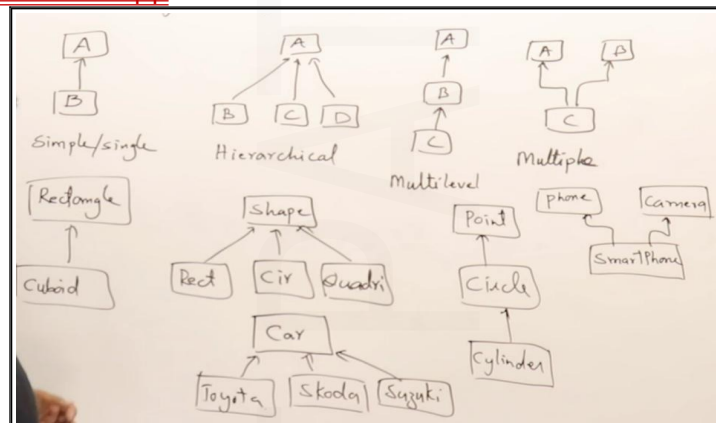 A
B
Simple/single
A
B C D
Hierarchical
A
B
C
Multilevel
A B
C
Multiple
Rectangle
Cuboid
Shape
Rect Cir Quadri
Car
Toyota Skoda Suzuki
Point
Circle
Cylinder
phone Camera
SmartPhone